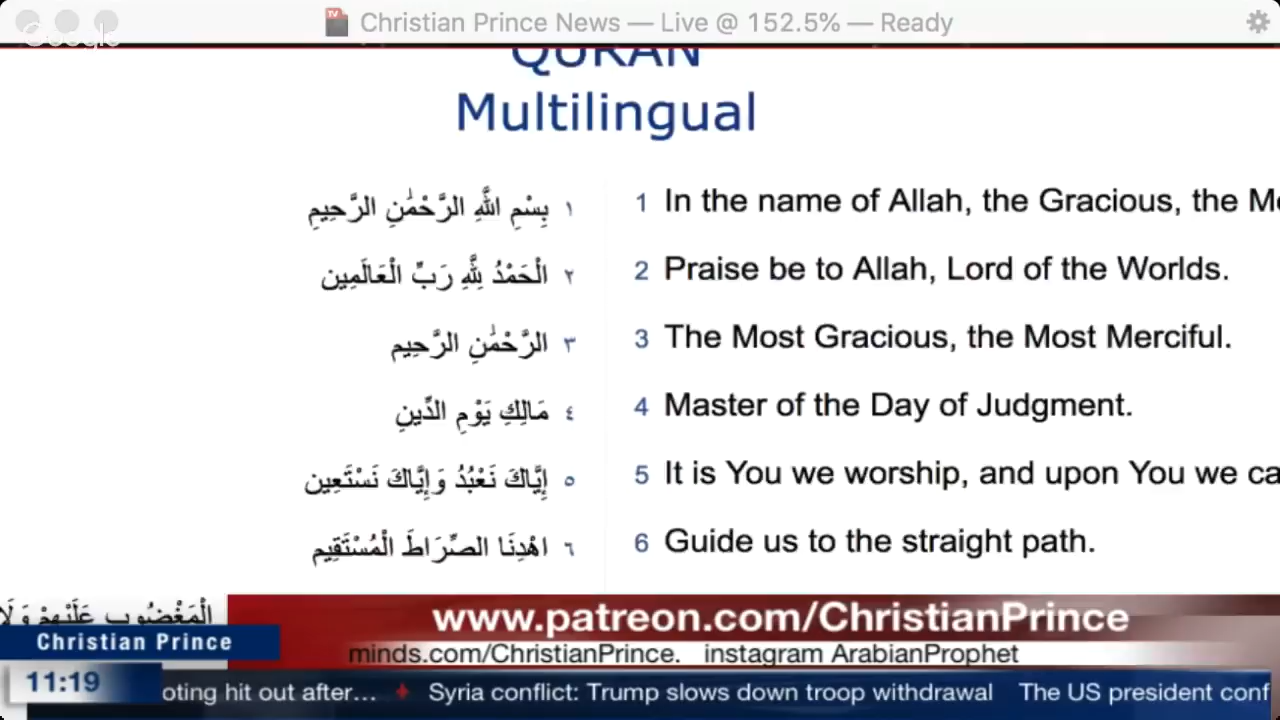 Christian Prince News — Live @ 152.5% — Ready
Google
QURAN
Multilingual
١ بِسْمِ اللَّهِ الرَّحْمَٰنِ الرَّحِيمِ
1 In the name of Allah, the Gracious, the
٢ الْحَمْدُ لِلَّهِ رَبِّ الْعَالَمِين
2 Praise be to Allah, Lord of the Worlds.
٣ الرَّحْمَٰنِ الرَّحِيم
3 The Most Gracious, the Most Merciful.
٤ مَالِكِ يَوْمِ الدِّينِ
4 Master of the Day of Judgment.
٥ إِيَّاكَ نَعْبُدُ وَإِيَّاكَ نَسْتَعِين
5 It is You we worship, and upon You we ca
٦ اهْدِنَا الصِّرَاطَ الْمُسْتَقِيم
6 Guide us to the straight path.
الْمَغْضُوبِ عَلَيْهِمْ وَلَا
www.patreon.com/ChristianPrince
Christian Prince
minds.com/ChristianPrince. instagram ArabianProphet
11:19
oting hit out after... Syria conflict: Trump slows down troop withdrawal The US president conf